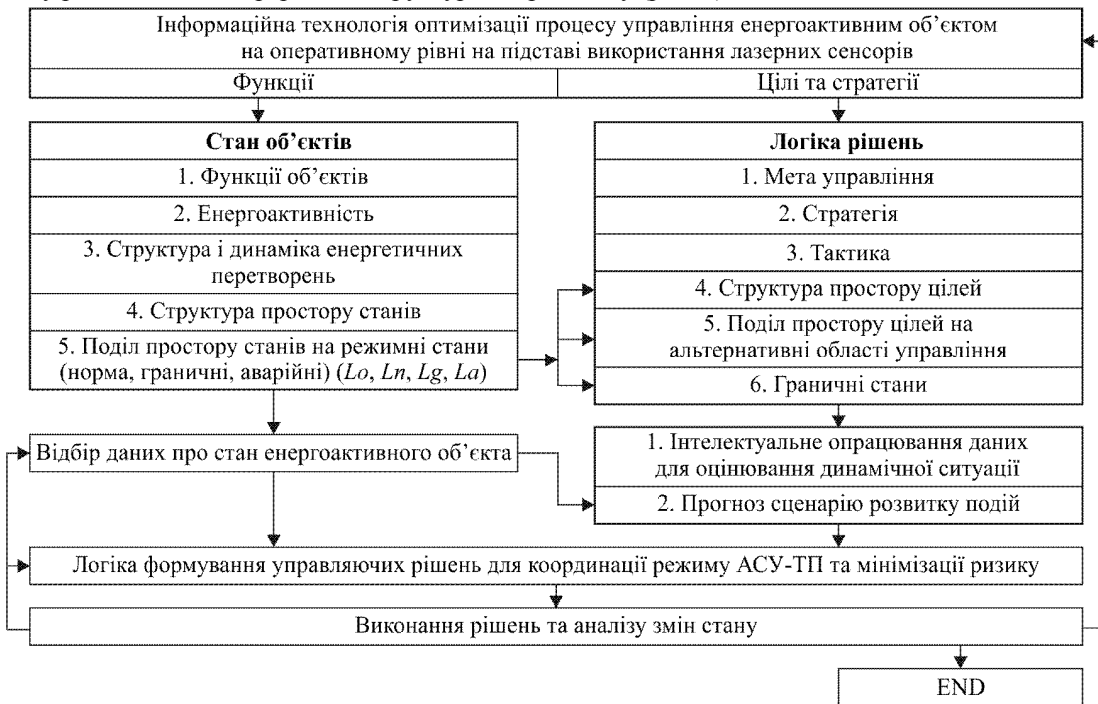 Інформаційна технологія оптимізації процесу управління енергоактивним об’єктом
на оперативному рівні на підставі використання лазерних сенсорів
Функції
Цілі та стратегії
Стан об’єктів
1. Функції об’єктів
2. Енергоактивність
3. Структура і динаміка енергетичних
перетворень
4. Структура простору станів
5. Поділ простору станів на режимні стани
(норма, граничні, аварійні) (Lo, Ln, Lg, La)
Логіка рішень
1. Мета управління
2. Стратегія
3. Тактика
4. Структура простору цілей
5. Поділ простору цілей на
альтернативні області управління
6. Граничні стани
Відбір даних про стан енергоактивного об’єкта
1. Інтелектуальне опрацювання даних
для оцінювання динамічної ситуації
2. Прогноз сценарію розвитку подій
Логіка формування управляючих рішень для координації режиму АСУ-ТП та мінімізації ризику
Виконання рішень та аналізу змін стану
END